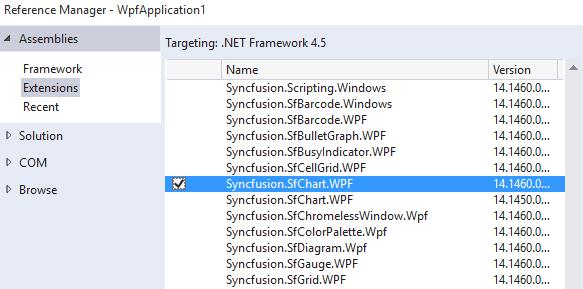 Reference Manager - WpfApplication1
Assemblies
Framework
Extensions
Recent
Solution
COM
Browse
Targeting: .NET Framework 4.5
Name Version
Syncfusion.Scripting.Windows 14.1460.0...
Syncfusion.SfBarcode.Windows 14.1460.0...
Syncfusion.SfBarcode.WPF 14.1460.0...
Syncfusion.SfBulletGraph.WPF 14.1460.0...
Syncfusion.SfBusyIndicator.WPF 14.1460.0...
Syncfusion.SfCellGrid.WPF 14.1460.0...
Syncfusion.SfChart.WPF 14.1460.0...
Syncfusion.SfChart.WPF 14.1450.0...
Syncfusion.SfChromelessWindow.Wpf 14.1460.0...
Syncfusion.SfColorPalette.Wpf 14.1460.0...
Syncfusion.SfDiagram.Wpf 14.1460.0...
Syncfusion.SfGauge.WPF 14.1460.0...
Syncfusion.SfGrid.WPF 14.1460.0...